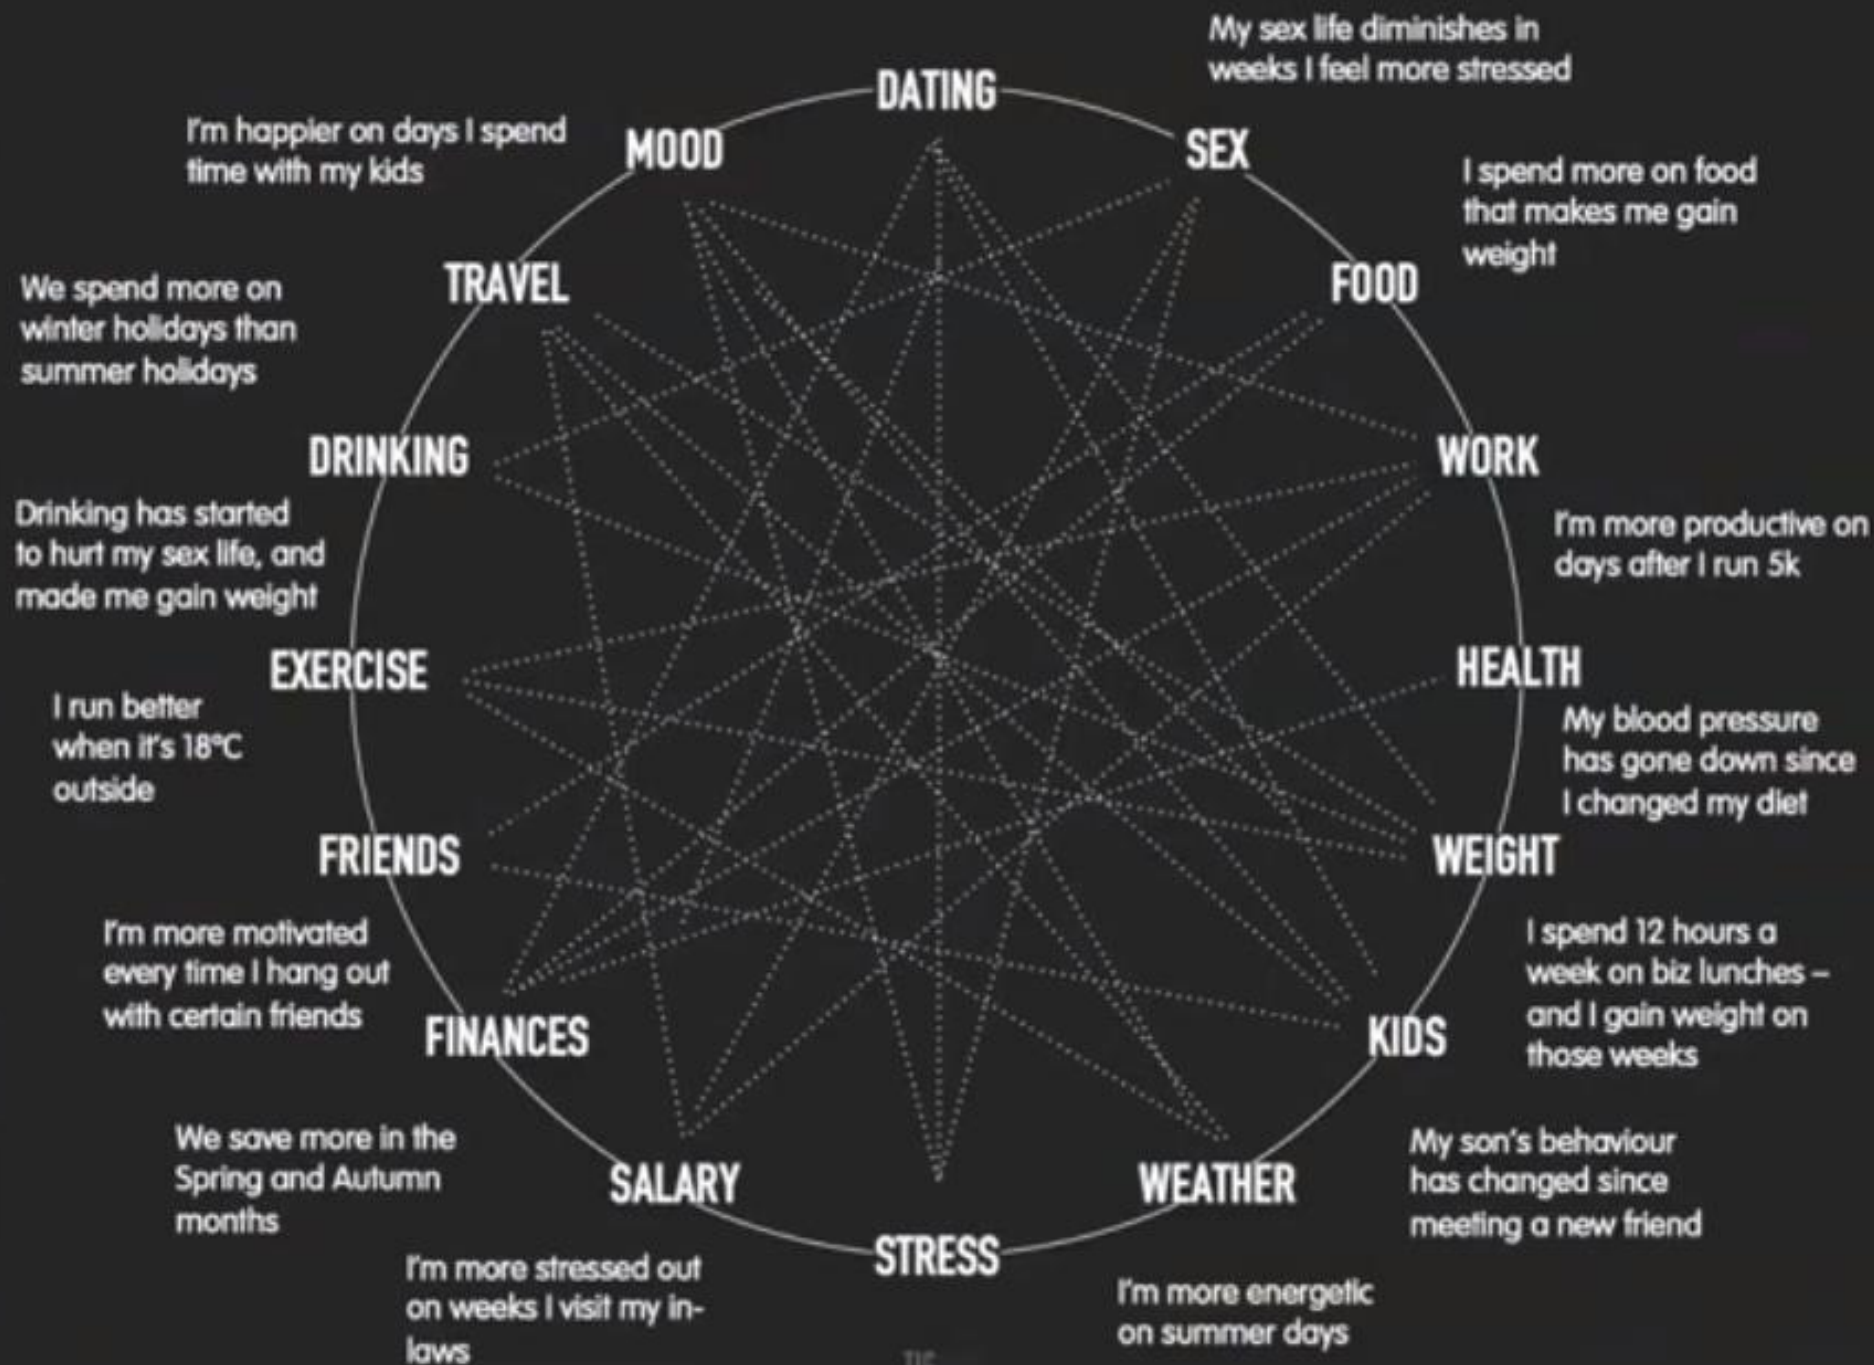 My sex life diminishes in
weeks I feel more stressed
DATING
I'm happier on days I spend
time with my kids
MOOD
SEX
I spend more on food
that makes me gain
weight
TRAVEL
FOOD
We spend more on
winter holidays than
summer holidays
DRINKING
WORK
Drinking has started
to hurt my sex life, and
made me gain weight
I'm more productive on
days after I run 5k
EXERCISE
HEALTH
I run better
when it's 18°C
outside
My blood pressure
has gone down since
I changed my diet
FRIENDS
WEIGHT
I'm more motivated
every time I hang out
with certain friends
I spend 12 hours a
week on biz lunches –
and I gain weight on
those weeks
FINANCES
KIDS
We save more in the
Spring and Autumn
months
My son's behaviour
has changed since
meeting a new friend
SALARY
WEATHER
STRESS
I'm more stressed out
on weeks I visit my in-
laws
I'm more energetic
on summer days